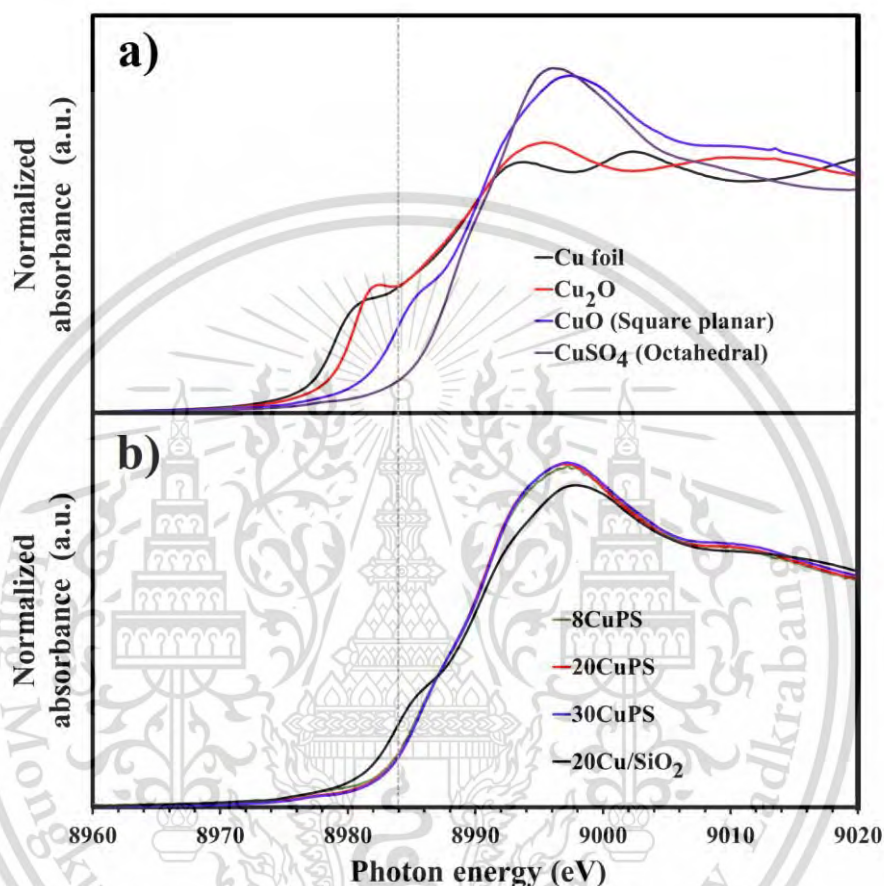 a)
Normalized
absorbance (a.u.)
Cu foil
Cu₂O
CuO (Square planar)
CuSO₄ (Octahedral)
b)
Normalized
absorbance (a.u.)
8CuPS
20CuPS
30CuPS
20Cu/SiO₂
8960 8970 8980 8990 9000 9010 9020
Photon energy (eV)